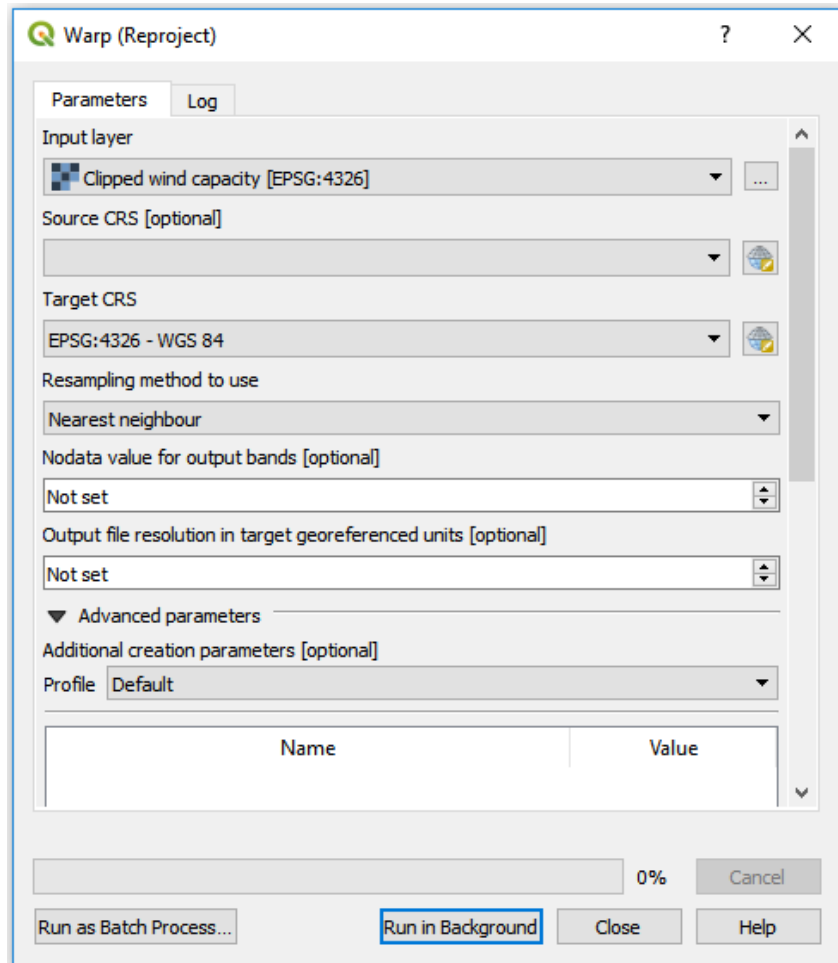 Warp (Reproject)
?
Parameters
Log
Input layer
Clipped wind capacity [EPSG:4326]
...
Source CRS [optional]
Target CRS
EPSG:4326 - WGS 84
Resampling method to use
Nearest neighbour
Nodata value for output bands [optional]
Not set
Output file resolution in target georeferenced units [optional]
Not set
Advanced parameters
Additional creation parameters [optional]
Profile Default
Name Value
0% Cancel
Run as Batch Process... Run in Background Close Help